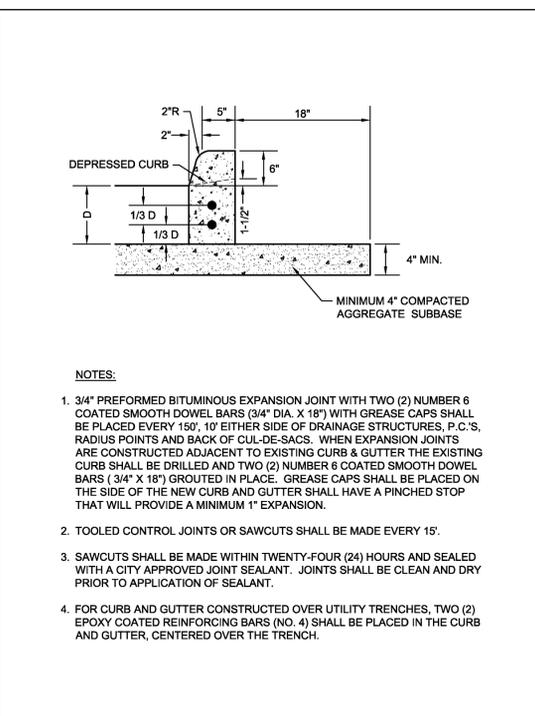 2"R
5"
18"
2"
DEPRESSED CURB
6"
D
1/3 D
1/3 D
1-1/2"
4" MIN.
MINIMUM 4" COMPACTED
AGGREGATE SUBBASE
NOTES:
1. 3/4" PREFORMED BITUMINOUS EXPANSION JOINT WITH TWO (2) NUMBER 6
COATED SMOOTH DOWEL BARS (3/4" DIA. X 18") WITH GREASE CAPS SHALL
BE PLACED EVERY 150', 10' EITHER SIDE OF DRAINAGE STRUCTURES, P.C.'S,
RADIUS POINTS AND BACK OF CUL-DE-SACS. WHEN EXPANSION JOINTS
ARE CONSTRUCTED ADJACENT TO EXISTING CURB & GUTTER THE EXISTING
CURB SHALL BE DRILLED AND TWO (2) NUMBER 6 COATED SMOOTH DOWEL
BARS ( 3/4" X 18") GROUTED IN PLACE. GREASE CAPS SHALL BE PLACED ON
THE SIDE OF THE NEW CURB AND GUTTER SHALL HAVE A PINCHED STOP
THAT WILL PROVIDE A MINIMUM 1" EXPANSION.
2. TOOLED CONTROL JOINTS OR SAWCUTS SHALL BE MADE EVERY 15'.
3. SAWCUTS SHALL BE MADE WITHIN TWENTY-FOUR (24) HOURS AND SEALED
WITH A CITY APPROVED JOINT SEALANT. JOINTS SHALL BE CLEAN AND DRY
PRIOR TO APPLICATION OF SEALANT.
4. FOR CURB AND GUTTER CONSTRUCTED OVER UTILITY TRENCHES, TWO (2)
EPOXY COATED REINFORCING BARS (NO. 4) SHALL BE PLACED IN THE CURB
AND GUTTER, CENTERED OVER THE TRENCH.